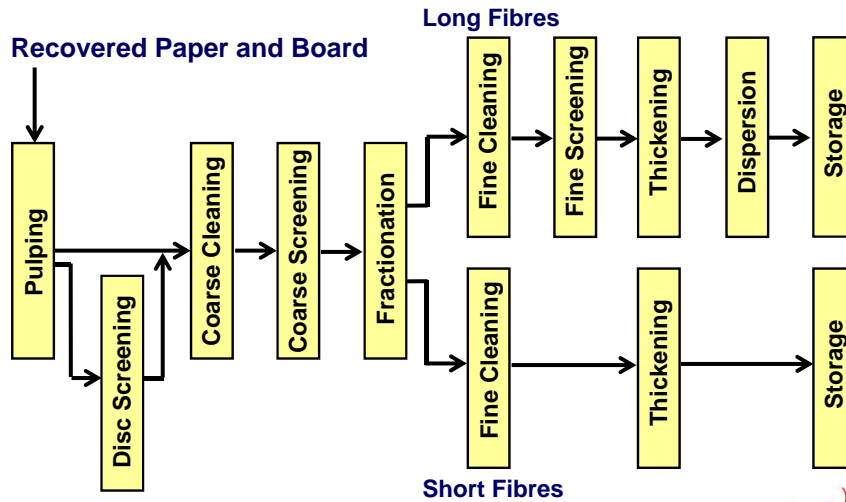 Long Fibres
Recovered Paper and Board
Pulping
Disc Screening
Coarse Cleaning
Coarse Screening
Fractionation
Fine Cleaning
Fine Screening
Thickening
Dispersion
Storage
Fine Cleaning
Thickening
Storage
Short Fibres